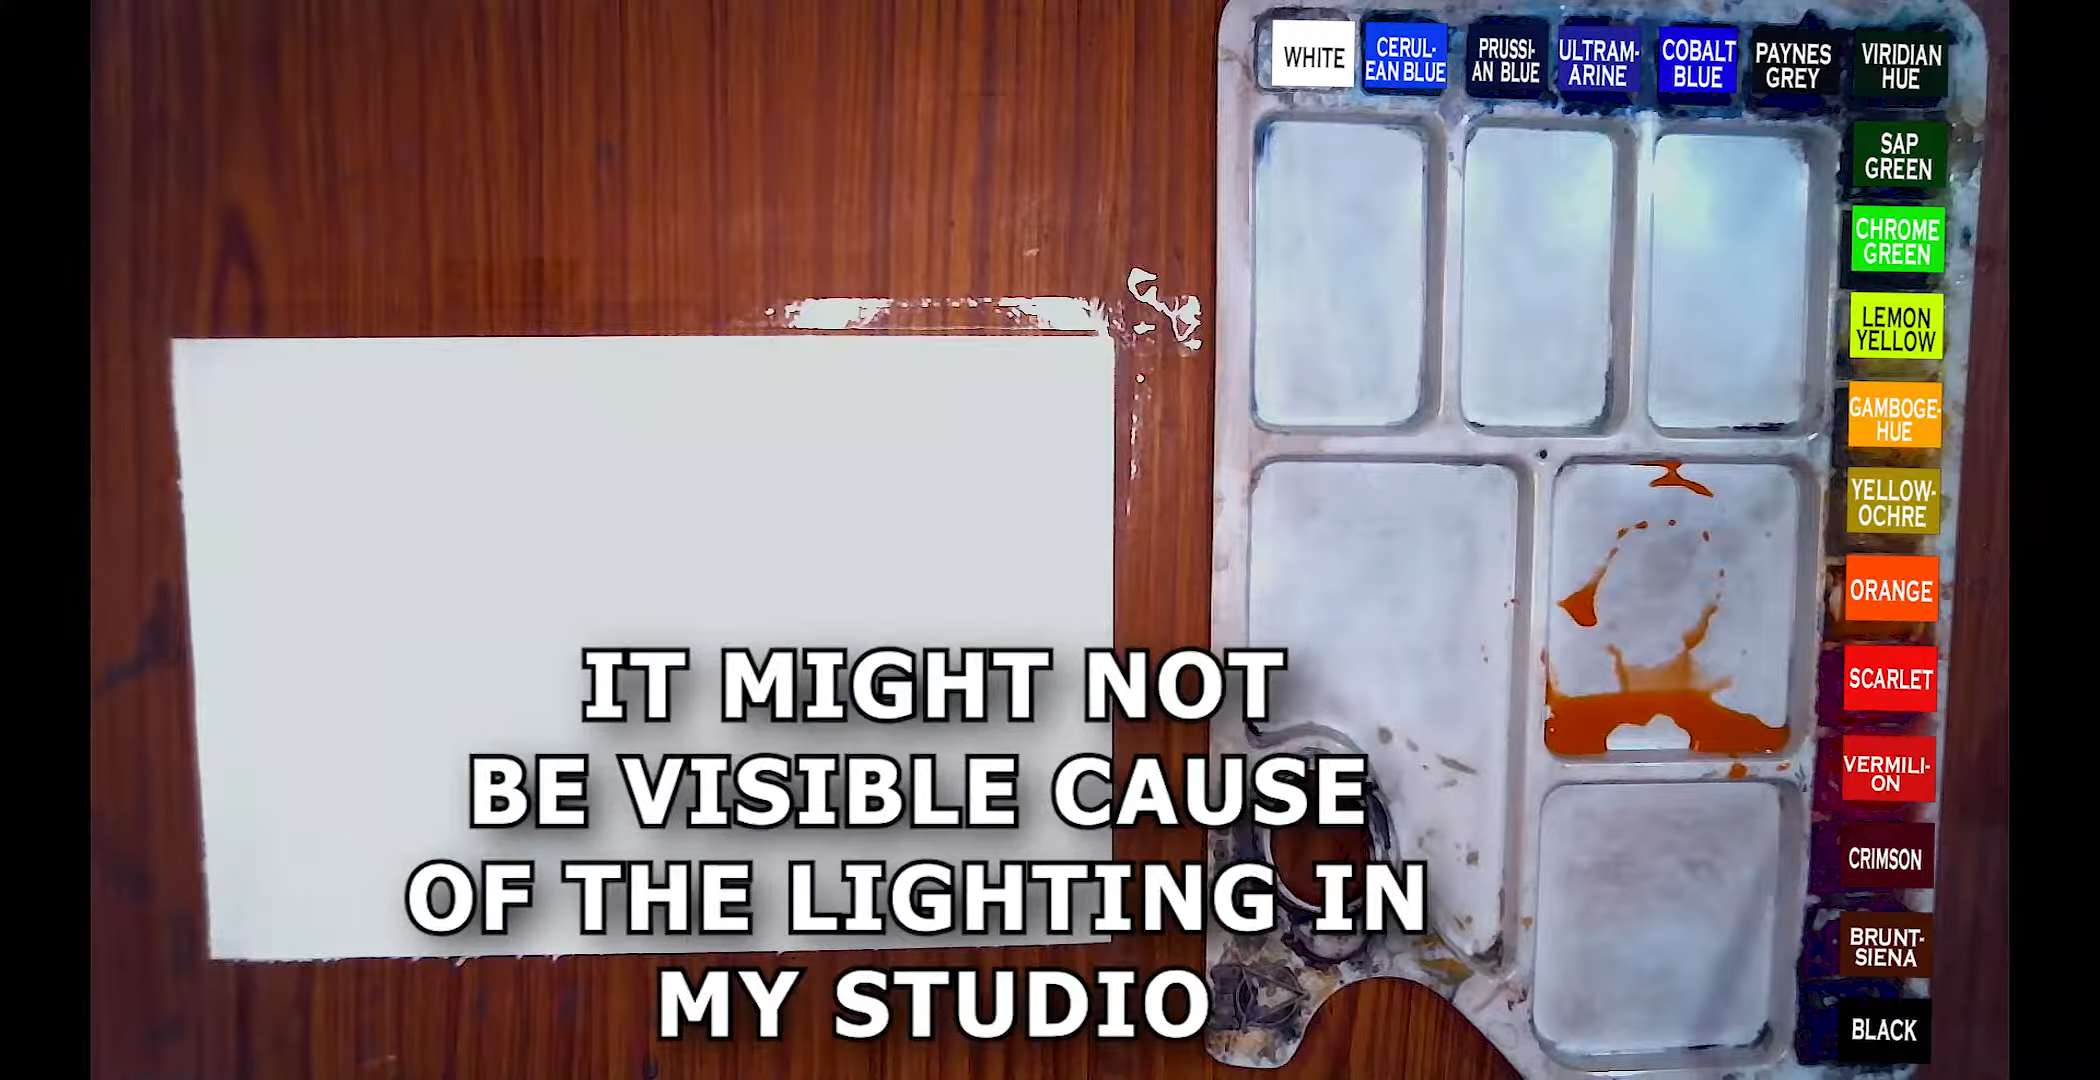 WHITE
CERUL-
EAN BLUE
PRUSSI-
AN BLUE
ULTRAM-
ARINE
COBALT
BLUE
PAYNES
GREY
VIRIDIAN
HUE
SAP
GREEN
CHROME
GREEN
LEMON
YELLOW
GAMBOGE-
HUE
YELLOW-
OCHRE
ORANGE
SCARLET
VERMILI-
ON
CRIMSON
BRUNT-
SIENA
BLACK
IT MIGHT NOT
BE VISIBLE CAUSE
OF THE LIGHTING IN
MY STUDIO